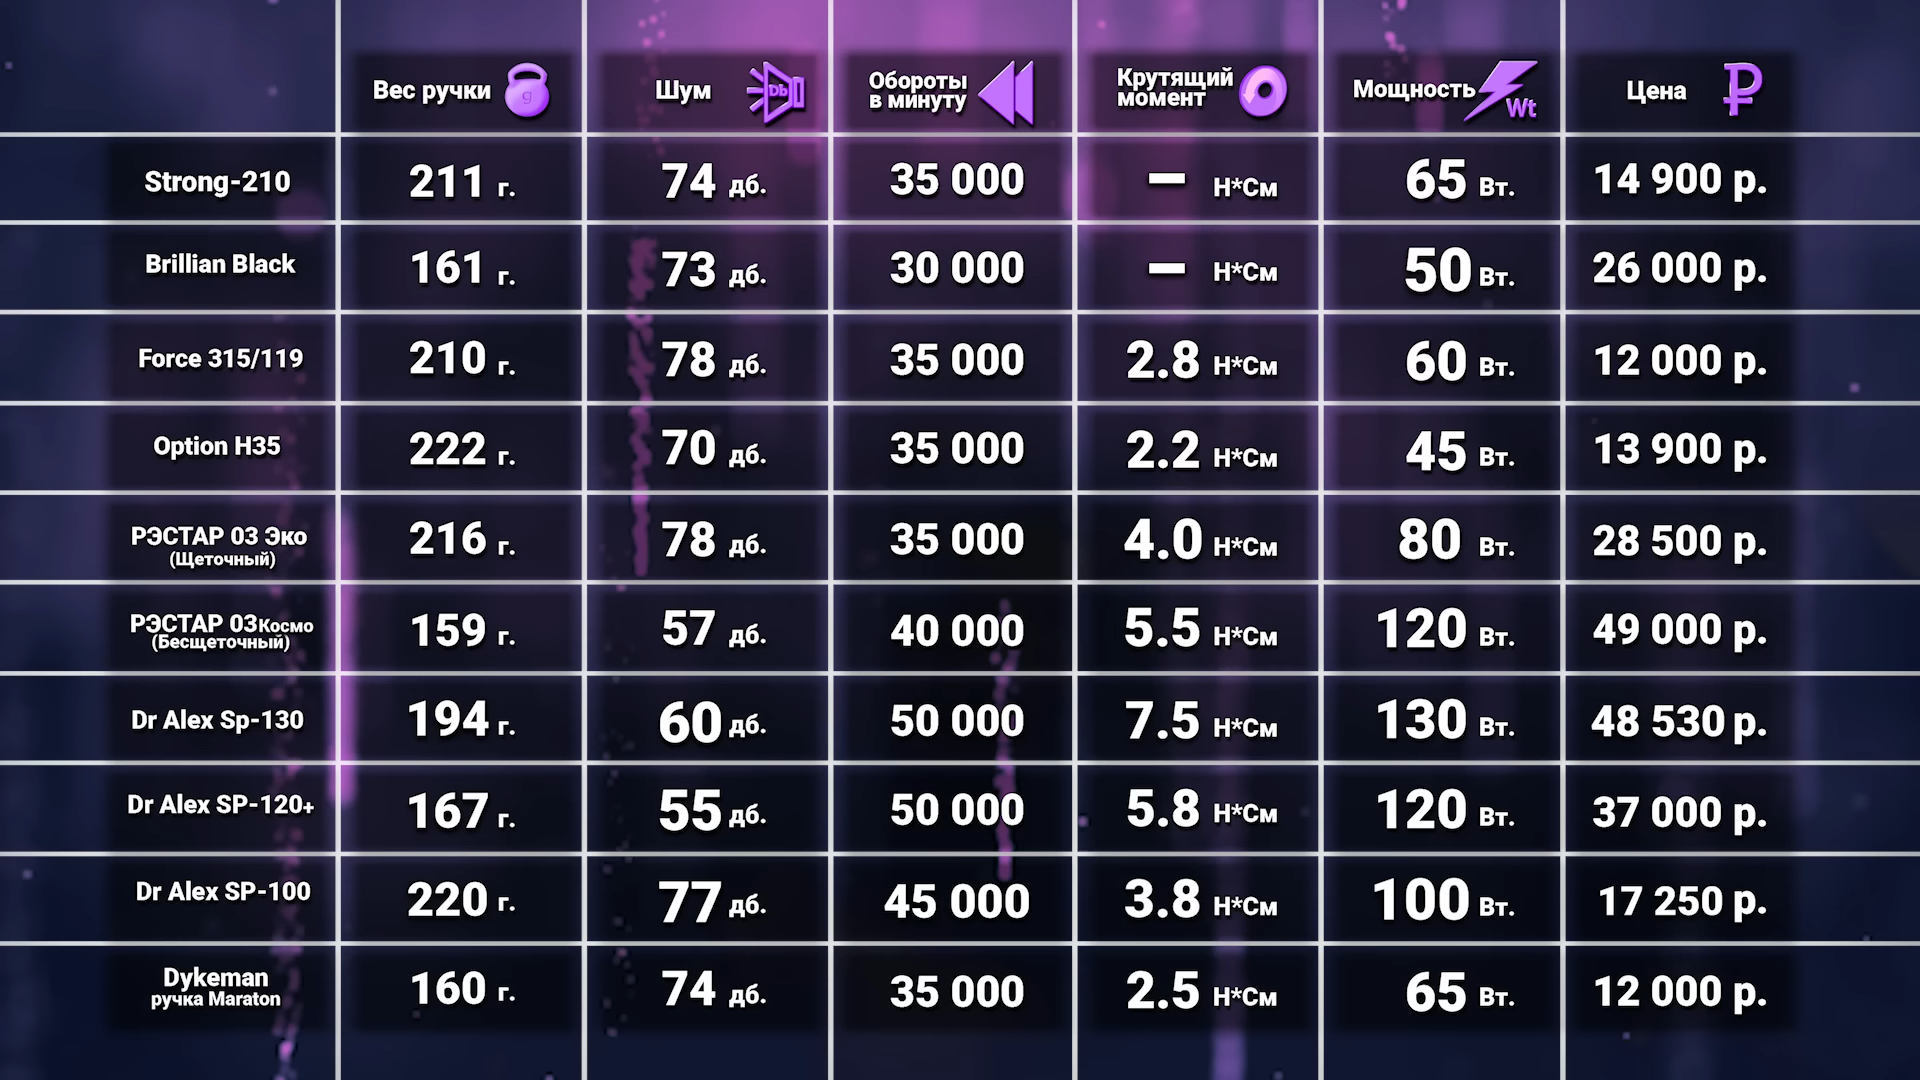 Вес ручки g Шум Db Обороты в минуту Крутящий момент Мощность Wt Цена ₽
Strong-210 211 г. 74 дб. 35 000 – Н*См 65 Вт. 14 900 р.
Brillian Black 161 г. 73 дб. 30 000 – Н*См 50 Вт. 26 000 р.
Force 315/119 210 г. 78 дб. 35 000 2.8 Н*См 60 Вт. 12 000 р.
Option H35 222 г. 70 дб. 35 000 2.2 Н*См 45 Вт. 13 900 р.
РЭСТАР 03 Эко (Щеточный) 216 г. 78 дб. 35 000 4.0 Н*См 80 Вт. 28 500 р.
РЭСТАР 03 Космо (Бесщеточный) 159 г. 57 дб. 40 000 5.5 Н*См 120 Вт. 49 000 р.
Dr Alex Sp-130 194 г. 60 дб. 50 000 7.5 Н*См 130 Вт. 48 530 р.
Dr Alex SP-120+ 167 г. 55 дб. 50 000 5.8 Н*См 120 Вт. 37 000 р.
Dr Alex SP-100 220 г. 77 дб. 45 000 3.8 Н*См 100 Вт. 17 250 р.
Dykeman ручка Maraton 160 г. 74 дб. 35 000 2.5 Н*См 65 Вт. 12 000 р.